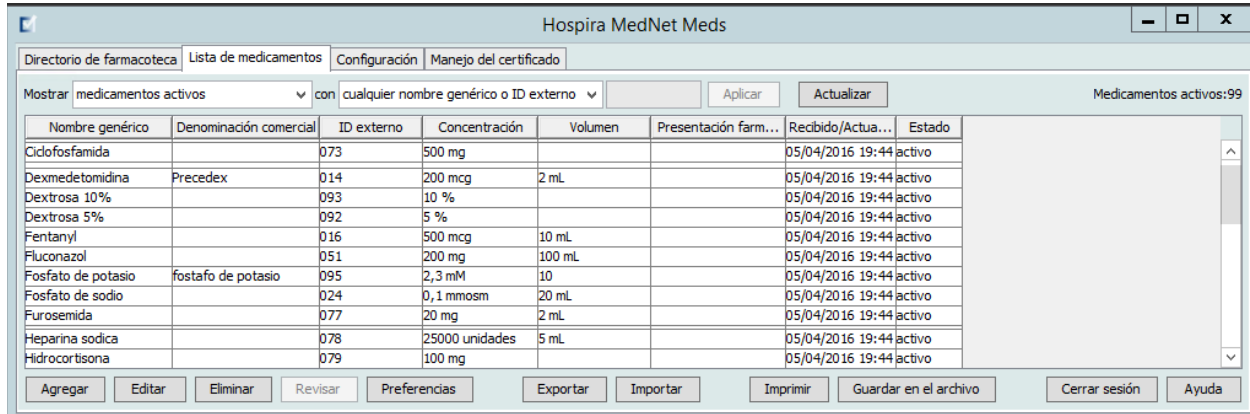 Hospira MedNet Meds
Directorio de farmacoteca Lista de medicamentos Configuración Manejo del certificado
Mostrar medicamentos activos con cualquier nombre genérico o ID externo Aplicar Actualizar Medicamentos activos:99
Nombre genérico Denominación comercial ID externo Concentración Volumen Presentación farm... Recibido/Actua... Estado
Ciclofosfamida 073 500 mg 05/04/2016 19:44 activo
Dexmedetomidina Precedex 014 200 mcg 2 mL 05/04/2016 19:44 activo
Dextrosa 10% 093 10 % 05/04/2016 19:44 activo
Dextrosa 5% 092 5 % 05/04/2016 19:44 activo
Fentanyl 016 500 mcg 10 mL 05/04/2016 19:44 activo
Fluconazol 051 200 mg 100 mL 05/04/2016 19:44 activo
Fosfato de potasio fostafo de potasio 095 2,3 mM 10 05/04/2016 19:44 activo
Fosfato de sodio 024 0,1 mmosm 20 mL 05/04/2016 19:44 activo
Furosemida 077 20 mg 2 mL 05/04/2016 19:44 activo
Heparina sodica 078 25000 unidades 5 mL 05/04/2016 19:44 activo
Hidrocortisona 079 100 mg 05/04/2016 19:44 activo
Agregar Editar Eliminar Revisar Preferencias Exportar Importar Imprimir Guardar en el archivo Cerrar sesión Ayuda